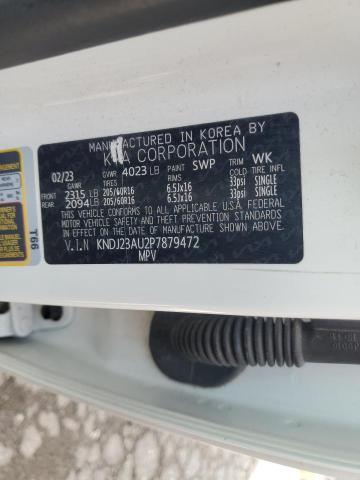 MANUFACTURED IN KOREA BY
KIA CORPORATION
02/23 GVWR 4023 LB PAINT SWP TRIM WK
GAWR TIRES RIMS COLD TIRE INFL
FRONT 2315 LB 205/60R16 6.5Jx16 33psi SINGLE
REAR 2094 LB 205/60R16 6.5Jx16 33psi SINGLE
THIS VEHICLE CONFORMS TO ALL APPLICABLE U.S.A. FEDERAL
MOTOR VEHICLE SAFETY AND THEFT PREVENTION STANDARDS
IN EFFECT ON THE DATE OF MANUFACTURE SHOWN ABOVE.
V.I.N KNDJ23AU2P7879472
MPV
T66